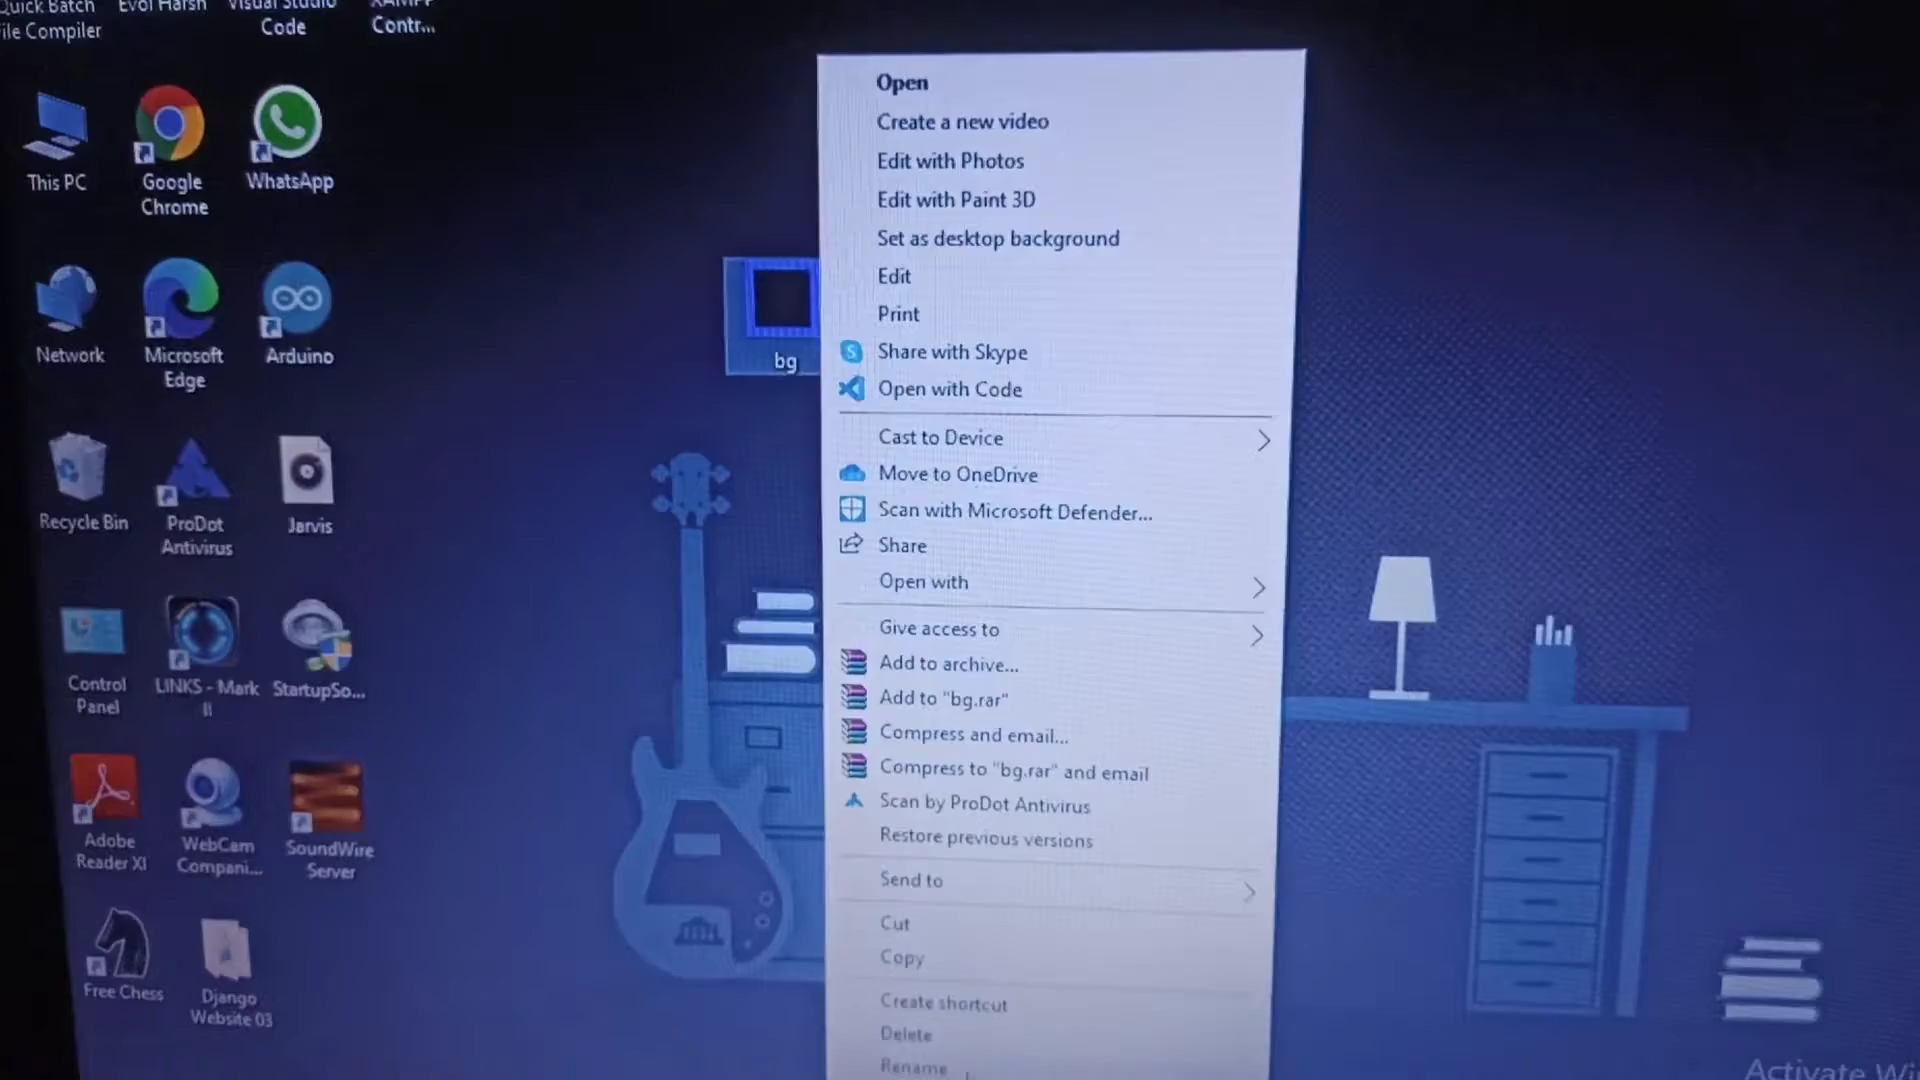 Quick Batch
File Compiler
Evol Harsh
Visual Studio
Code
XAMPP
Contr...
This PC
Google
Chrome
WhatsApp
Network
Microsoft
Edge
Arduino
Recycle Bin
ProDot
Antivirus
Jarvis
Control
Panel
LINKS - Mark
II
StartupSo...
Adobe
Reader XI
WebCam
Compani...
SoundWire
Server
Free Chess
Django
Website 03
bg
Open
Create a new video
Edit with Photos
Edit with Paint 3D
Set as desktop background
Edit
Print
Share with Skype
Open with Code
Cast to Device
Move to OneDrive
Scan with Microsoft Defender...
Share
Open with
Give access to
Add to archive...
Add to "bg.rar"
Compress and email...
Compress to "bg.rar" and email
Scan by ProDot Antivirus
Restore previous versions
Send to
Cut
Copy
Create shortcut
Delete
Rename
Activate Wi